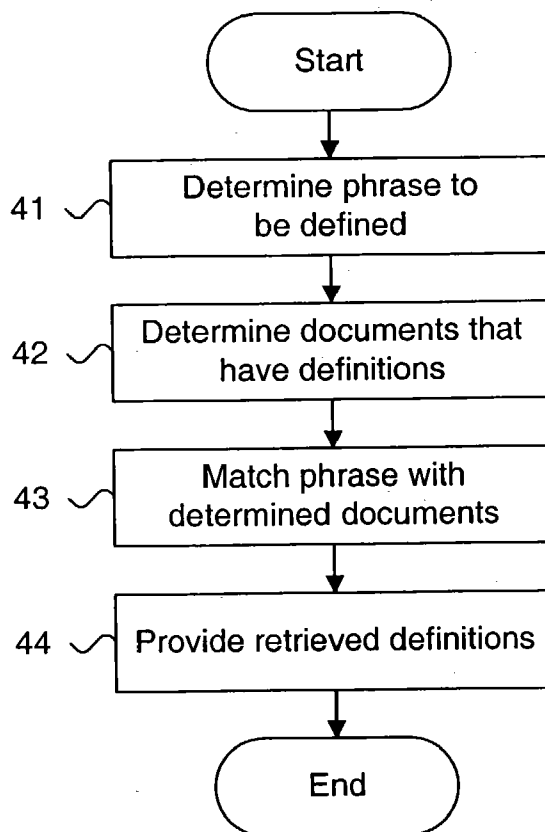 Start
41
Determine phrase to
be defined
42
Determine documents that
have definitions
43
Match phrase with
determined documents
44
Provide retrieved definitions
End